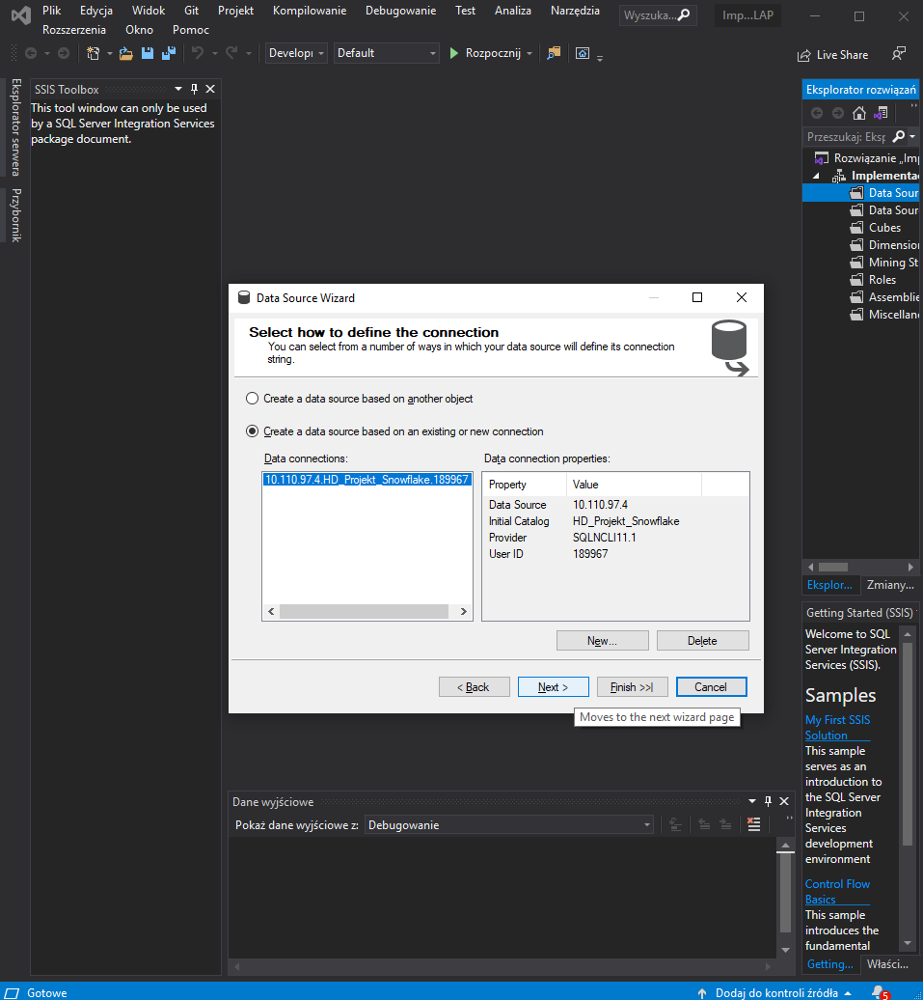 Plik Edycja Widok Git Projekt Kompilowanie Debugowanie Test Analiza Narzędzia
Wyszuka...
Imp...LAP
Rozszerzenia Okno Pomoc
Developi Default Rozpocznij
Live Share
Eksplorator serwera
Przybornik
SSIS Toolbox
This tool window can only be used
by a SQL Server Integration Services
package document.
Data Source Wizard
Select how to define the connection
You can select from a number of ways in which your data source will define its connection
string.
Create a data source based on another object
Create a data source based on an existing or new connection
Data connections:
10.110.97.4.HD_Projekt_Snowflake.189967
Data connection properties:
Property Value
Data Source 10.110.97.4
Initial Catalog HD_Projekt_Snowflake
Provider SQLNCLI11.1
User ID 189967
New... Delete
< Back Next > Finish >>| Cancel
Moves to the next wizard page
Dane wyjściowe
Pokaż dane wyjściowe z: Debugowanie
Eksplorator rozwiązań
Przeszukaj: Eksp
Rozwiązanie „Imp
Implementac
Data Sour
Data Sour
Cubes
Dimension
Mining St
Roles
Assemblie
Miscellan
Eksplor... Zmiany...
Getting Started (SSIS)
Welcome to SQL
Server Integration
Services (SSIS).
Samples
My First SSIS
Solution
This sample
serves as an
introduction to
the SQL Server
Integration
Services
development
environment
Control Flow
Basics
This sample
introduces the
fundamental
Getting... Właści...
Gotowe
Dodaj do kontroli źródła
5